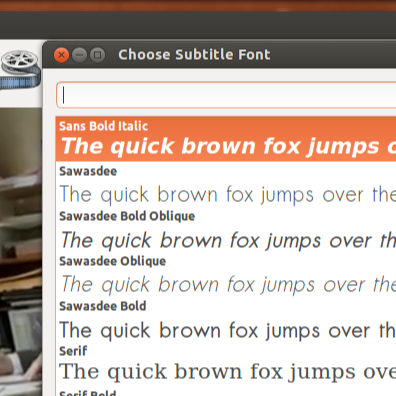 Choose Subtitle Font
Sans Bold Italic
The quick brown fox jumps
Sawasdee
The quick brown fox jumps over the
Sawasdee Bold Oblique
The quick brown fox jumps over th
Sawasdee Oblique
The quick brown fox jumps over the
Sawasdee Bold
The quick brown fox jumps over th
Serif
The quick brown fox jumps ove
Serif Bold